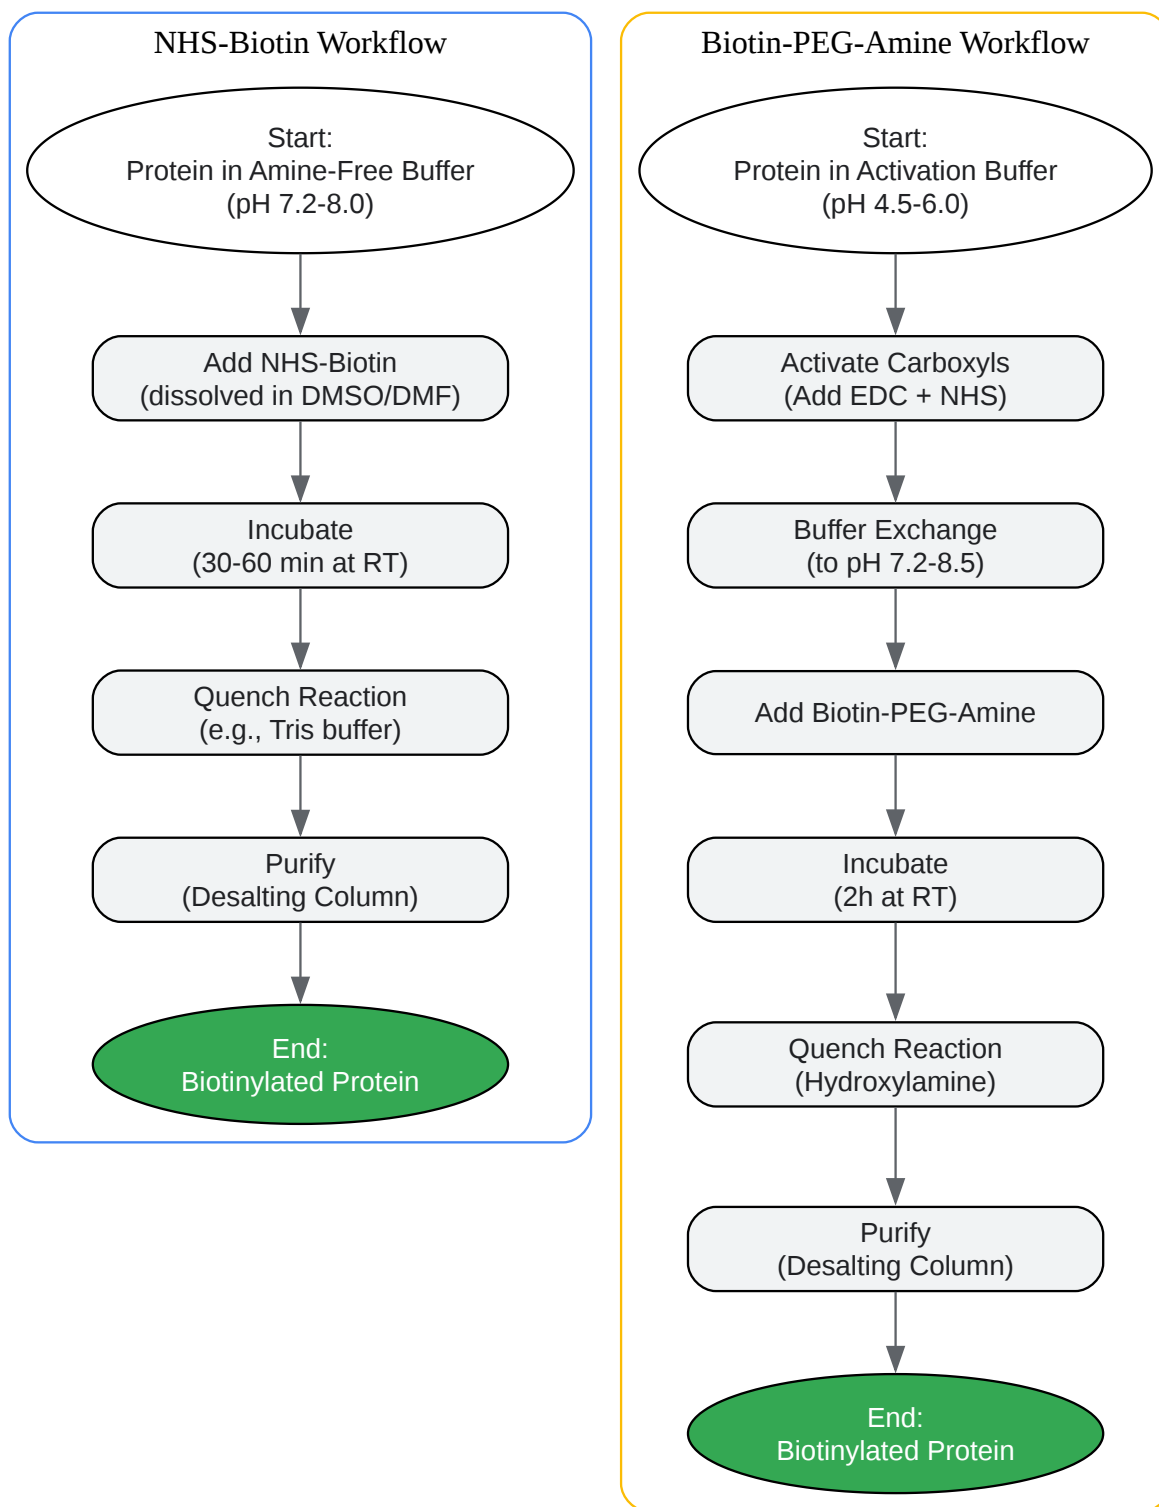 NHS-Biotin Workflow
Start:
Protein in Amine-Free Buffer
(pH 7.2-8.0)
Add NHS-Biotin
(dissolved in DMSO/DMF)
Incubate
(30-60 min at RT)
Quench Reaction
(e.g., Tris buffer)
Purify
(Desalting Column)
End:
Biotinylated Protein
Biotin-PEG-Amine Workflow
Start:
Protein in Activation Buffer
(pH 4.5-6.0)
Activate Carboxyls
(Add EDC + NHS)
Buffer Exchange
(to pH 7.2-8.5)
Add Biotin-PEG-Amine
Incubate
(2h at RT)
Quench Reaction
(Hydroxylamine)
Purify
(Desalting Column)
End:
Biotinylated Protein